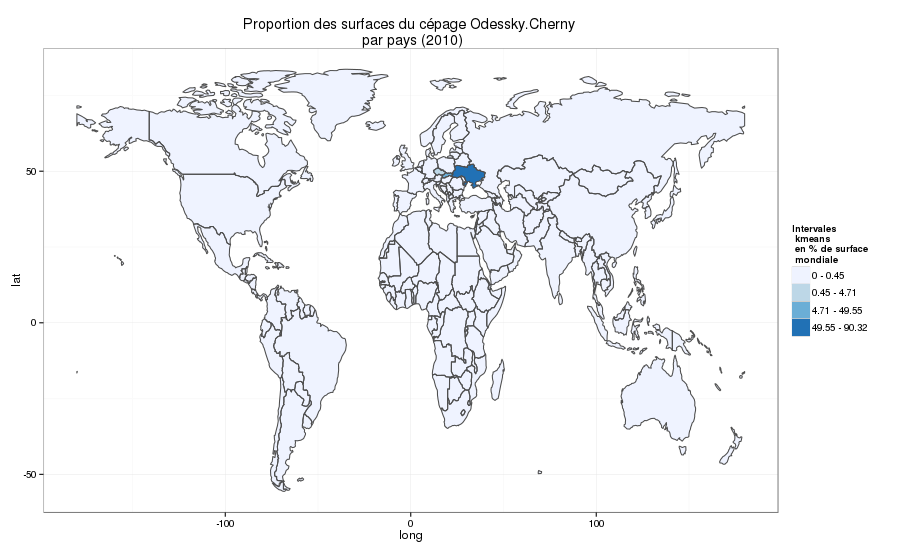 Proportion des surfaces du cépage Odessky.Cherny
par pays (2010)
50
0
-50
lat
-100
0
100
long
Intervales
kmeans
en % de surface
mondiale
0 - 0.45
0.45 - 4.71
4.71 - 49.55
49.55 - 90.32